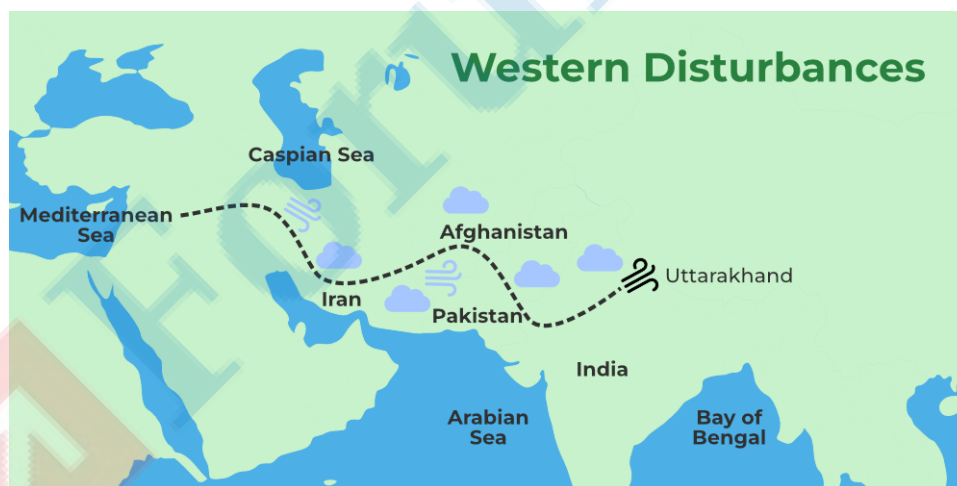 Western Disturbances
Caspian Sea
Mediterranean
Sea
Afghanistan
Uttarakhand
Iran
Pakistan
India
Arabian
Sea
Bay of
Bengal